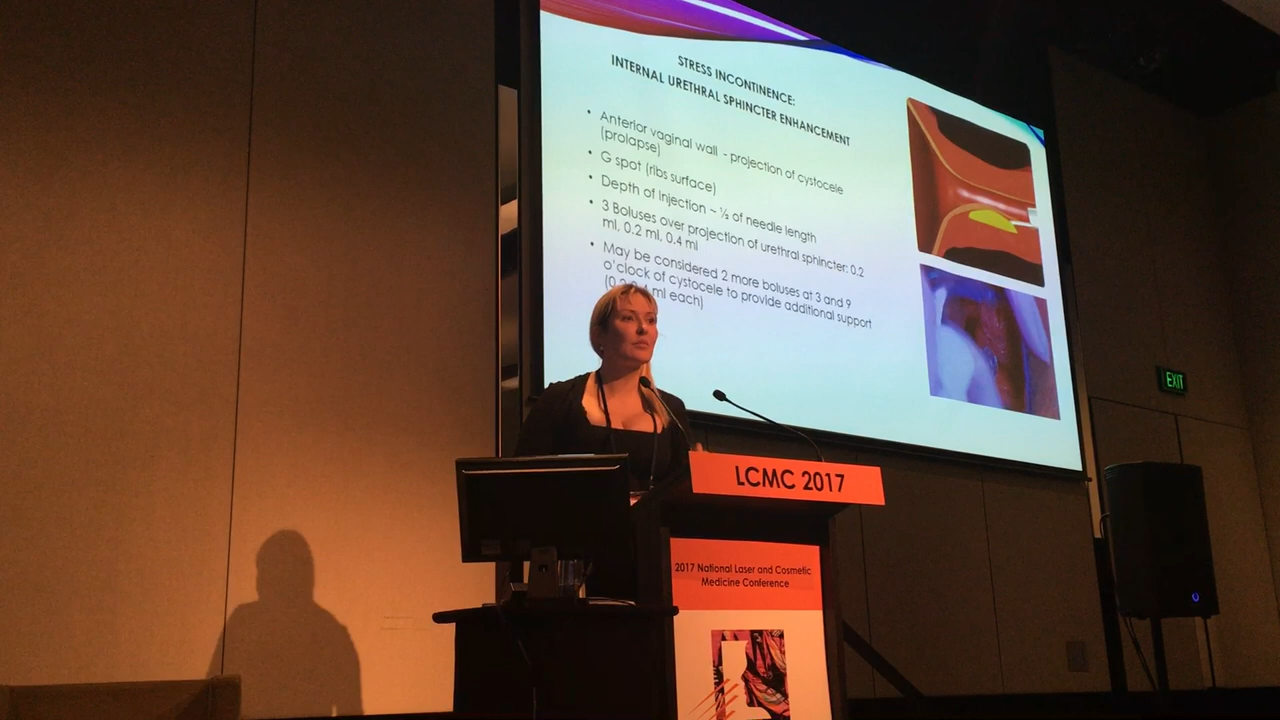 STRESS INCONTINENCE:
INTERNAL URETHRAL SPHINCTER ENHANCEMENT
• Anterior vaginal wall - projection of cystocele
(prolapse)
• G spot (ribs surface)
• Depth of Injection ~ ½ of needle length
• 3 Boluses over projection of urethral sphincter: 0.2
ml, 0.2 ml, 0.4 ml
• May be considered 2 more boluses at 3 and 9
o'clock of cystocele to provide additional support
ml each)
EXIT
LCMC 2017
2017 National Laser and Cosmetic
Medicine Conference